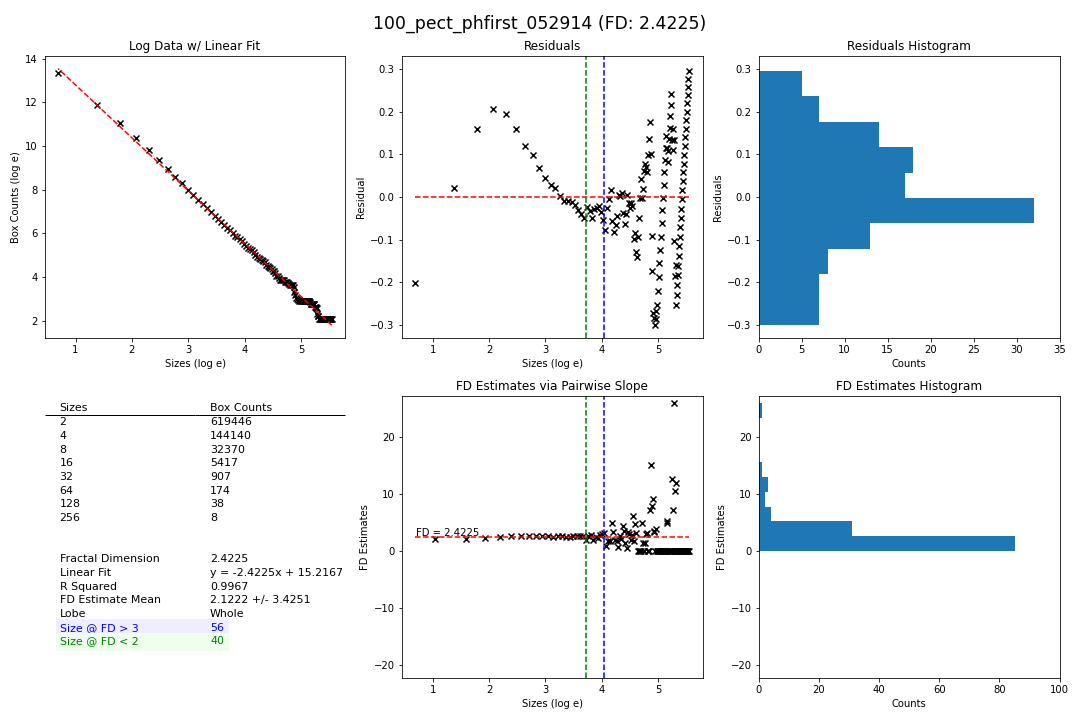 100_pect_phfirst_052914 (FD: 2.4225)
Log Data w/ Linear Fit
Box Counts (log e)
14
12
10
8
6
4
2
1 2 3 4 5
Sizes (log e)
Residuals
Residual
0.3
0.2
0.1
0.0
−0.1
−0.2
−0.3
1 2 3 4 5
Sizes (log e)
Residuals Histogram
Residuals
0.3
0.2
0.1
0.0
−0.1
−0.2
−0.3
0 5 10 15 20 25 30 35
Counts
Sizes Box Counts
2 619446
4 144140
8 32370
16 5417
32 907
64 174
128 38
256 8
Fractal Dimension 2.4225
Linear Fit y = -2.4225x + 15.2167
R Squared 0.9967
FD Estimate Mean 2.1222 +/- 3.4251
Lobe Whole
Size @ FD > 3 56
Size @ FD < 2 40
FD Estimates via Pairwise Slope
FD Estimates
20
10
0
−10
−20
FD = 2.4225
1 2 3 4 5
Sizes (log e)
FD Estimates Histogram
FD Estimates
20
10
0
−10
−20
0 20 40 60 80 100
Counts